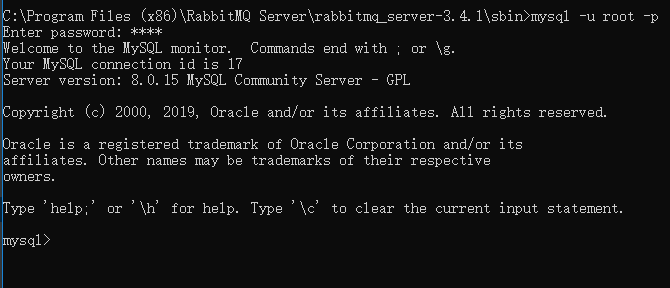 C:\Program Files (x86)\RabbitMQ Server\rabbitmq_server-3.4.1\sbin>mysql -u root -p
Enter password: ****
Welcome to the MySQL monitor.  Commands end with ; or \g.
Your MySQL connection id is 17
Server version: 8.0.15 MySQL Community Server - GPL
Copyright (c) 2000, 2019, Oracle and/or its affiliates. All rights reserved.
Oracle is a registered trademark of Oracle Corporation and/or its
affiliates. Other names may be trademarks of their respective
owners.
Type 'help;' or '\h' for help. Type '\c' to clear the current input statement.
mysql>